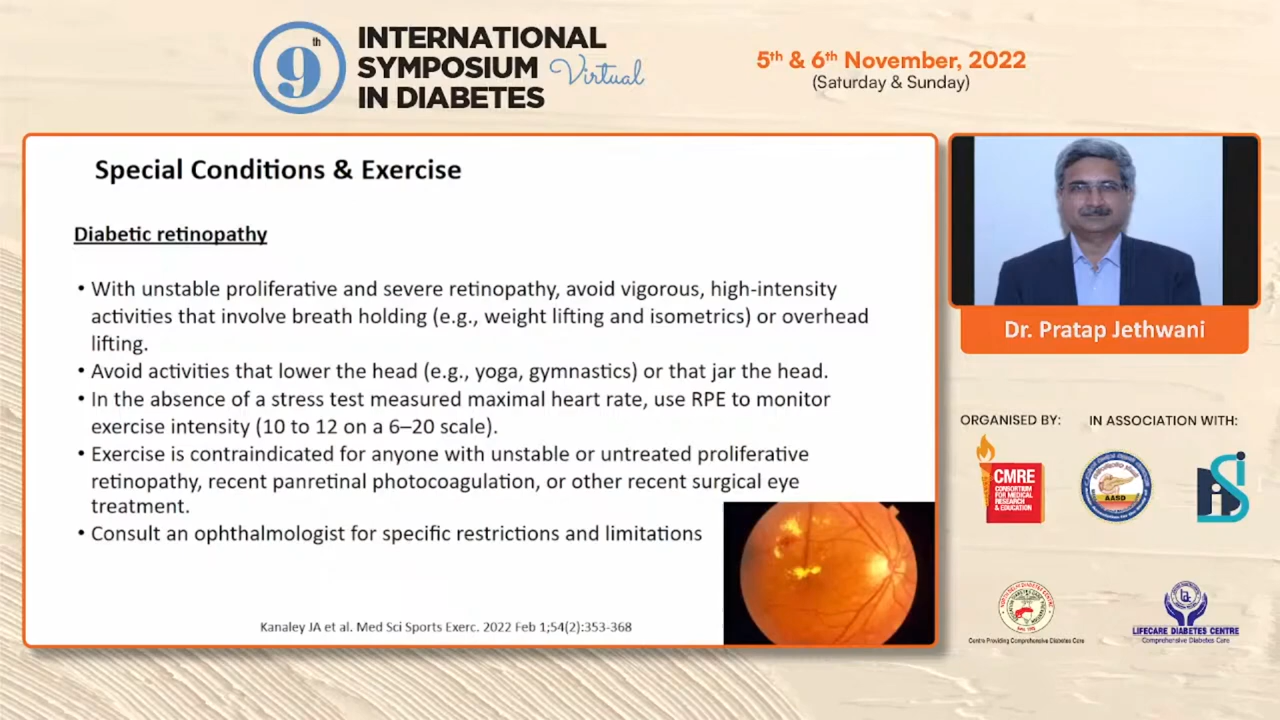 9th
INTERNATIONAL
SYMPOSIUM Virtual
IN DIABETES
5th & 6th November, 2022
(Saturday & Sunday)
Special Conditions & Exercise
Diabetic retinopathy
• With unstable proliferative and severe retinopathy, avoid vigorous, high-intensity
activities that involve breath holding (e.g., weight lifting and isometrics) or overhead
lifting.
• Avoid activities that lower the head (e.g., yoga, gymnastics) or that jar the head.
• In the absence of a stress test measured maximal heart rate, use RPE to monitor
exercise intensity (10 to 12 on a 6–20 scale).
• Exercise is contraindicated for anyone with unstable or untreated proliferative
retinopathy, recent panretinal photocoagulation, or other recent surgical eye
treatment.
• Consult an ophthalmologist for specific restrictions and limitations
Kanaley JA et al. Med Sci Sports Exerc. 2022 Feb 1;54(2):353-368
Dr. Pratap Jethwani
ORGANISED BY:
IN ASSOCIATION WITH:
CMRE
CONSORTIUM
FOR MEDICAL
RESEARCH
& EDUCATION
AASD
Centre Providing Comprehensive Diabetes Care
LIFECARE DIABETES CENTRE
Comprehensive Diabetes Care